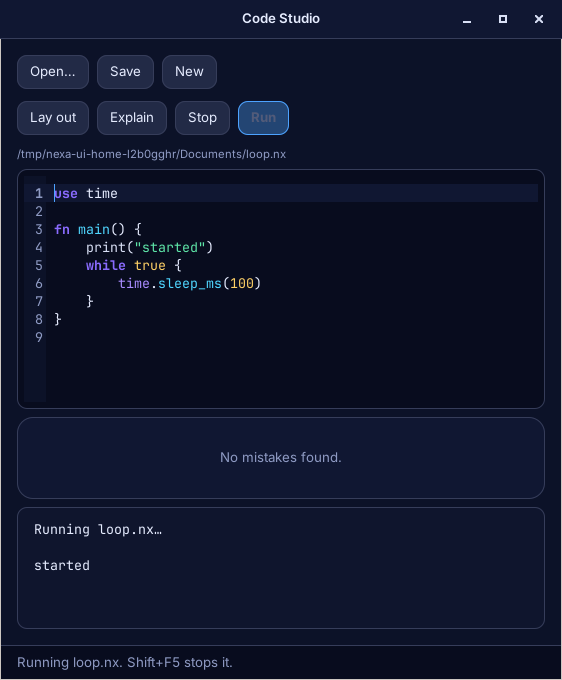 Code Studio
Open... Save New
Lay out Explain Stop Run
/tmp/nexa-ui-home-l2b0gghr/Documents/loop.nx
1 use time
2
3 fn main() {
4     print("started")
5     while true {
6         time.sleep_ms(100)
7     }
8 }
9
No mistakes found.
Running loop.nx…
started
Running loop.nx. Shift+F5 stops it.